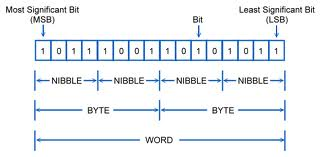 Most Significant Bit (MSB)
Bit
Least Significant Bit (LSB)
1 0 1 1 1 0 0 1 1 0 1 0 1 0 1 1
NIBBLE NIBBLE NIBBLE NIBBLE
BYTE BYTE
WORD